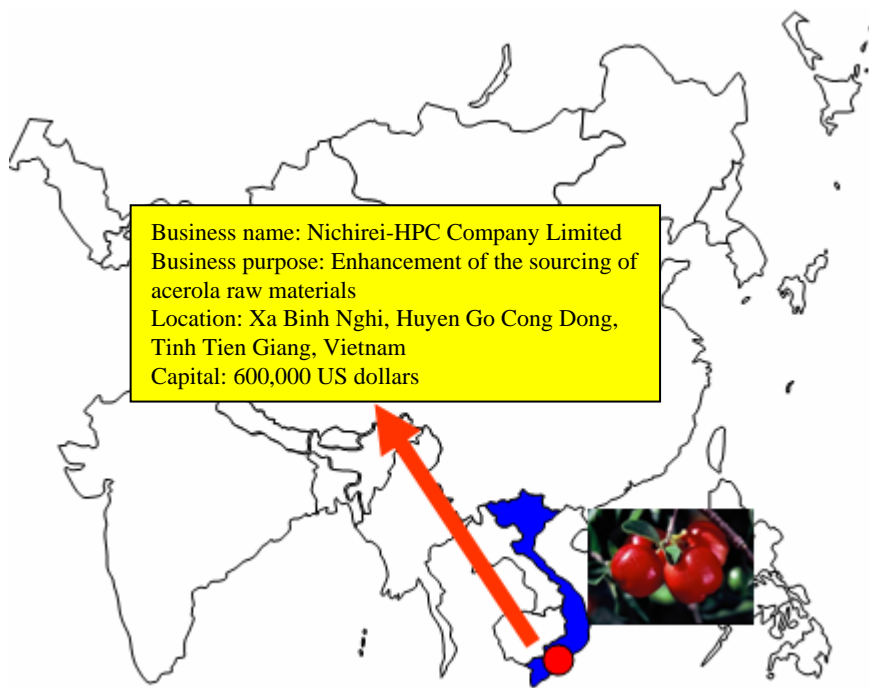 Business name: Nichirei-HPC Company Limited
Business purpose: Enhancement of the sourcing of
acerola raw materials
Location: Xa Binh Nghi, Huyen Go Cong Dong,
Tinh Tien Giang, Vietnam
Capital: 600,000 US dollars